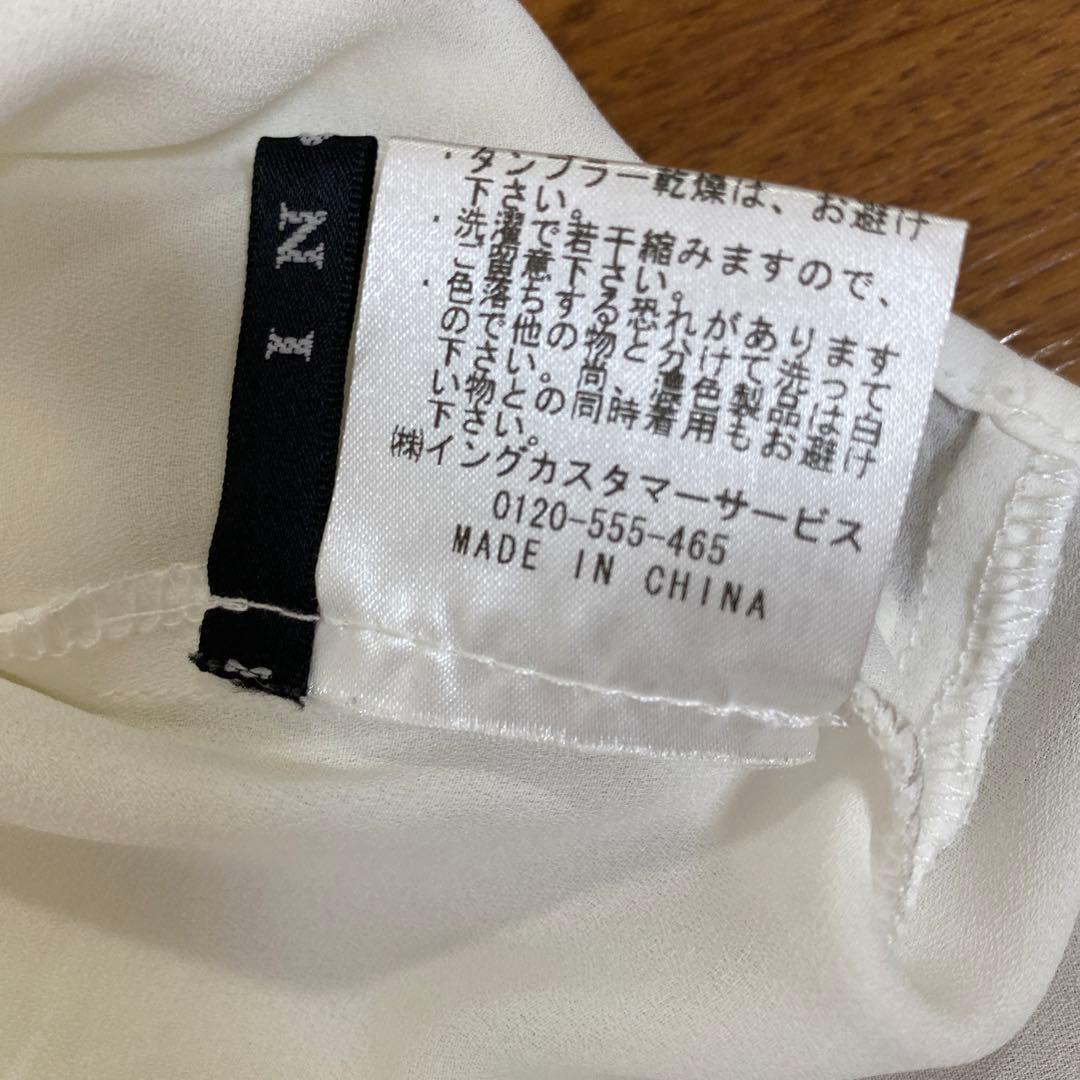 ・タンブラー乾燥は、お避け
下さい。
・洗濯で若干縮みますので、
ご留意下さい。
・色落ちする恐れがあります
ので他の物と分けて洗って
下さい。尚、濃色製品は白
い物との同時着用もお避け
下さい。
㈱イングカスタマーサービス
0120-555-465
MADE IN CHINA
N I